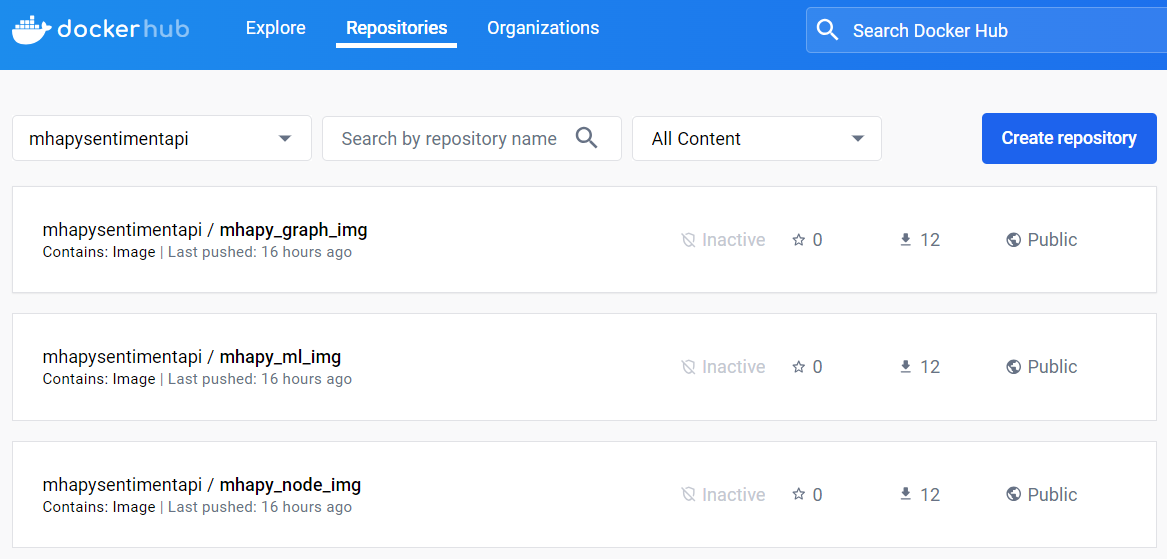 docker hub Explore Repositories Organizations Search Docker Hub
mhapysentimentapi Search by repository name All Content Create repository
mhapysentimentapi / mhapy_graph_img
Contains: Image | Last pushed: 16 hours ago
Inactive 0 12 Public
mhapysentimentapi / mhapy_ml_img
Contains: Image | Last pushed: 16 hours ago
Inactive 0 12 Public
mhapysentimentapi / mhapy_node_img
Contains: Image | Last pushed: 16 hours ago
Inactive 0 12 Public